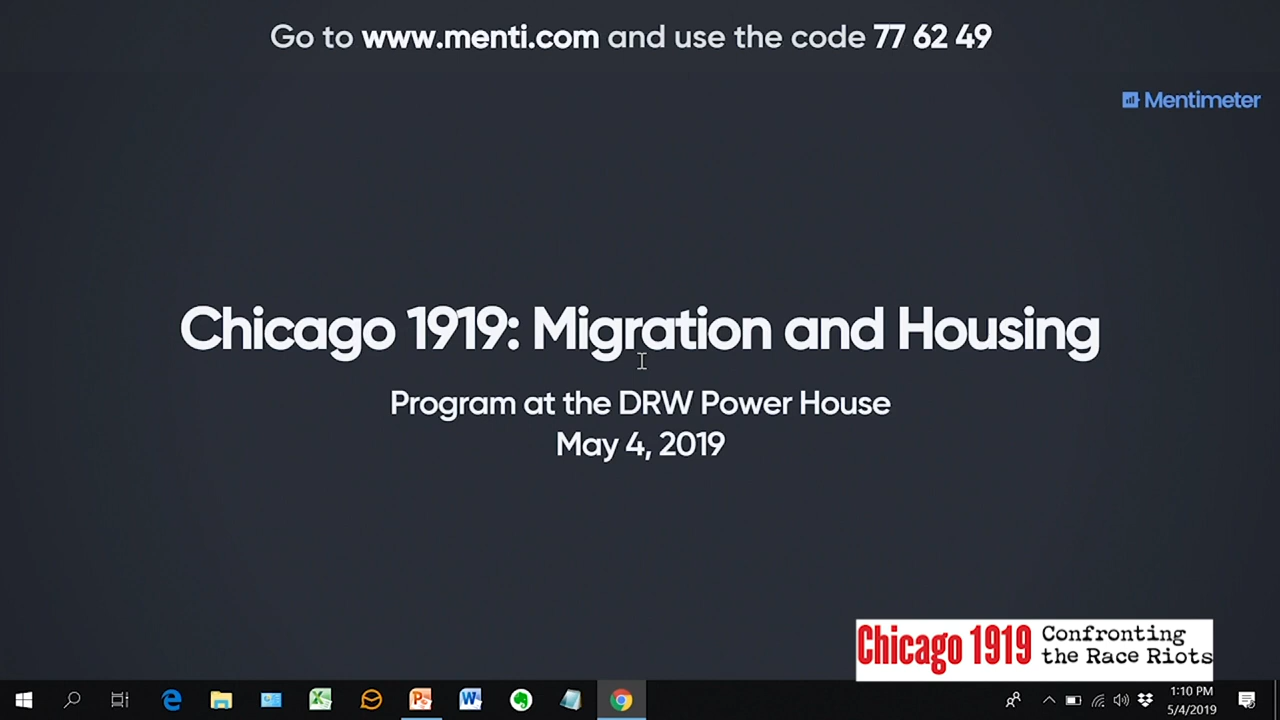 Go to www.menti.com and use the code 77 62 49
Mentimeter
Chicago 1919: Migration and Housing
Program at the DRW Power House
May 4, 2019
Chicago 1919 Confronting
the Race Riots
1:10 PM
5/4/2019